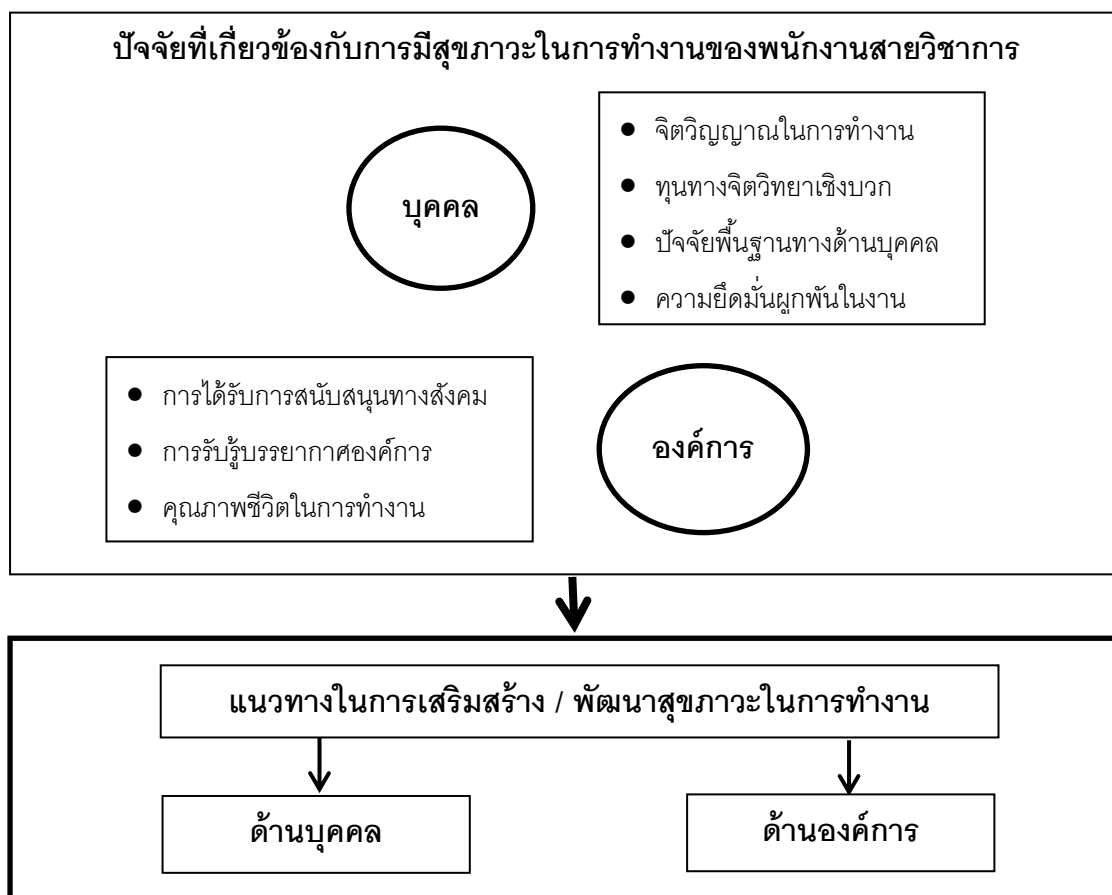 ปัจจัยที่เกี่ยวข้องกับการมีสุขภาวะในการทำงานของพนักงานสายวิชาการ
บุคคล
● จิตวิญญาณในการทำงาน
● ทุนทางจิตวิทยาเชิงบวก
● ปัจจัยพื้นฐานทางด้านบุคคล
● ความยึดมั่นผูกพันในงาน
● การได้รับการสนับสนุนทางสังคม
● การรับรู้บรรยากาศองค์การ
● คุณภาพชีวิตในการทำงาน
องค์การ
แนวทางในการเสริมสร้าง / พัฒนาสุขภาวะในการทำงาน
ด้านบุคคล
ด้านองค์การ